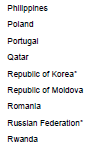 Philippines
Poland
Portugal
Qatar
Republic of Korea*
Republic of Moldova
Romania
Russian Federation*
Rwanda